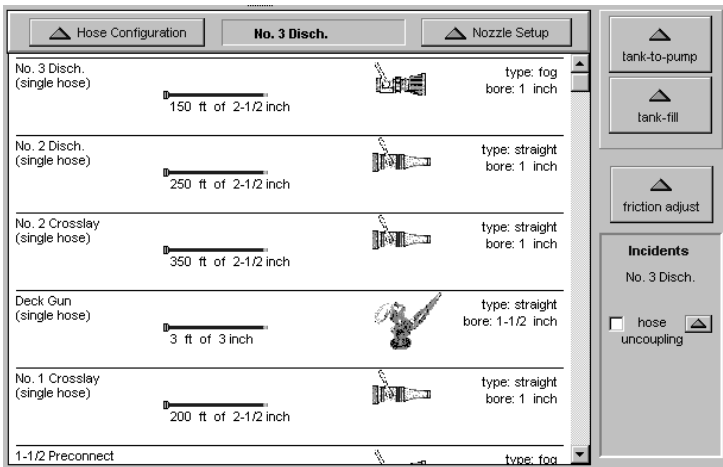 Hose Configuration
No. 3 Disch.
Nozzle Setup
No. 3 Disch.
(single hose)
150 ft of 2-1/2 inch
type: fog
bore: 1 inch
No. 2 Disch.
(single hose)
250 ft of 2-1/2 inch
type: straight
bore: 1 inch
No. 2 Crosslay
(single hose)
350 ft of 2-1/2 inch
type: straight
bore: 1 inch
Deck Gun
(single hose)
3 ft of 3 inch
type: straight
bore: 1-1/2 inch
No. 1 Crosslay
(single hose)
200 ft of 2-1/2 inch
type: straight
bore: 1 inch
1-1/2 Preconnect
type: fog
tank-to-pump
tank-fill
friction adjust
Incidents
No. 3 Disch.
hose
uncoupling